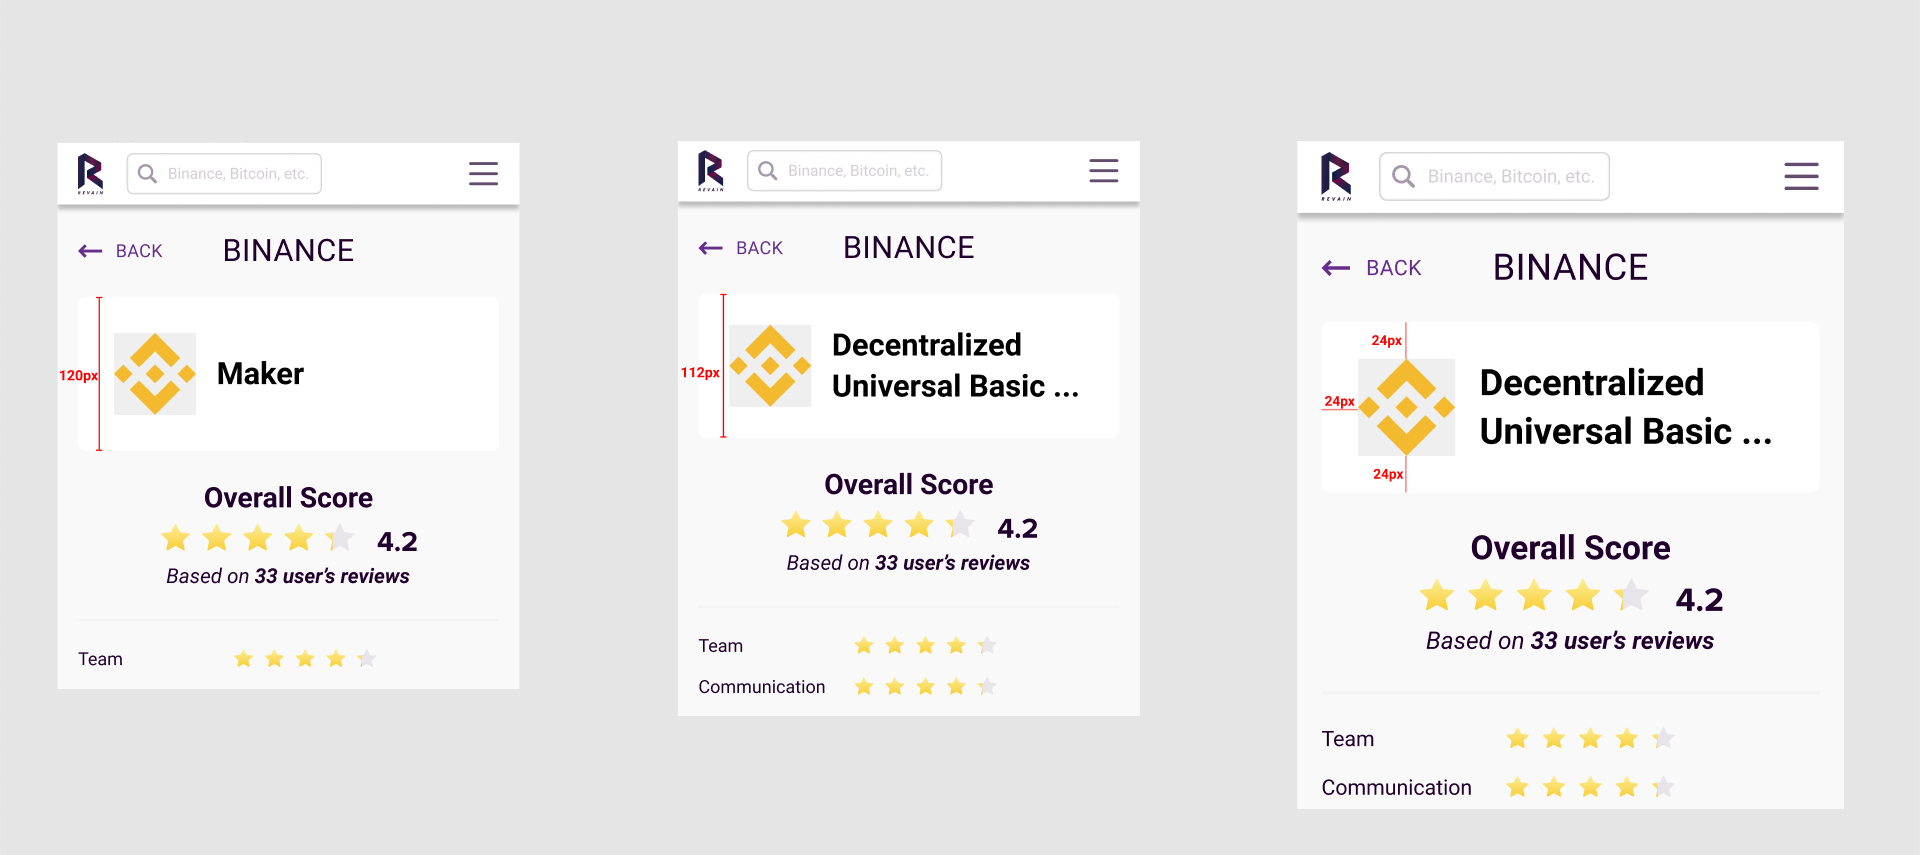 REVAIN
Binance, Bitcoin, etc.
BACK
BINANCE
120px
Maker
Overall Score
4.2
Based on 33 user's reviews
Team
REVAIN
Binance, Bitcoin, etc.
BACK
BINANCE
112px
Decentralized
Universal Basic ...
Overall Score
4.2
Based on 33 user's reviews
Team
Communication
REVAIN
Binance, Bitcoin, etc.
BACK
BINANCE
24px
24px
Decentralized
Universal Basic ...
24px
Overall Score
4.2
Based on 33 user's reviews
Team
Communication